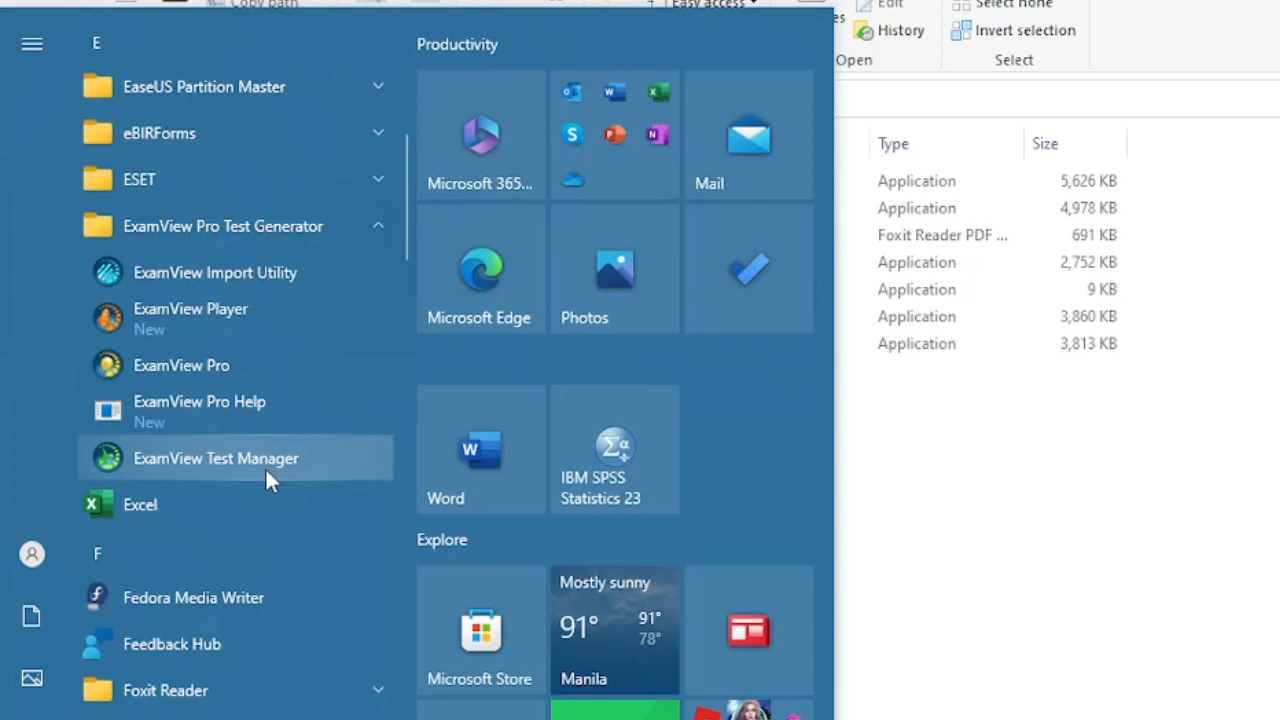 Copy path
Easy access
Edit
Select none
History
Invert selection
Open
Select
E
EaseUS Partition Master
eBIRForms
ESET
ExamView Pro Test Generator
ExamView Import Utility
ExamView Player
New
ExamView Pro
ExamView Pro Help
New
ExamView Test Manager
Excel
F
Fedora Media Writer
Feedback Hub
Foxit Reader
Productivity
Microsoft 365...
Mail
Microsoft Edge
Photos
Word
IBM SPSS
Statistics 23
Explore
Mostly sunny
91°
91°
78°
Microsoft Store
Manila
Type
Size
Application
5,626 KB
Application
4,978 KB
Foxit Reader PDF ...
691 KB
Application
2,752 KB
Application
9 KB
Application
3,860 KB
Application
3,813 KB